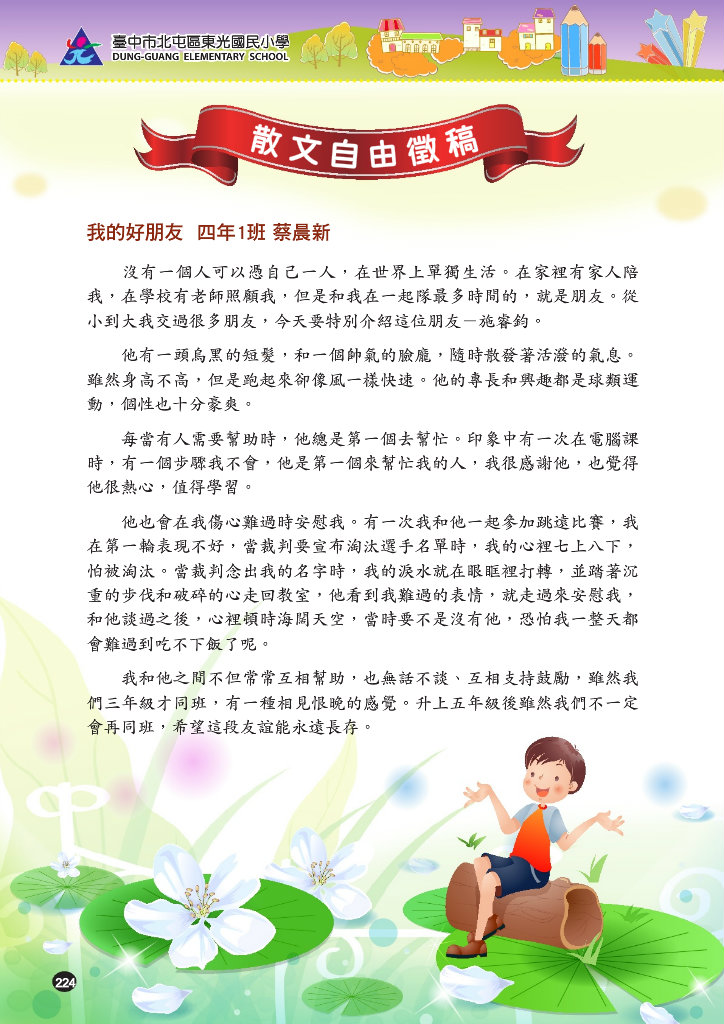 臺中市北屯區東光國民小學
DUNG-GUANG ELEMENTARY SCHOOL
散文自由徵稿
我的好朋友 四年1班 蔡晨新
沒有一個人可以憑自己一人，在世界上單獨生活。在家裡有家人陪
我，在學校有老師照顧我，但是和我在一起隊最多時間的，就是朋友。從
小到大我交過很多朋友，今天要特別介紹這位朋友－施睿鈞。
他有一頭烏黑的短髮，和一個帥氣的臉龐，隨時散發著活潑的氣息。
雖然身高不高，但是跑起來卻像風一樣快速。他的專長和興趣都是球類運
動，個性也十分豪爽。
每當有人需要幫助時，他總是第一個去幫忙。印象中有一次在電腦課
時，有一個步驟我不會，他是第一個來幫忙我的人，我很感謝他，也覺得
他很熱心，值得學習。
他也會在我傷心難過時安慰我。有一次我和他一起參加跳遠比賽，我
在第一輪表現不好，當裁判要宣布淘汰選手名單時，我的心裡七上八下，
怕被淘汰。當裁判念出我的名字時，我的淚水就在眼眶裡打轉，並踏著沉
重的步伐和破碎的心走回教室，他看到我難過的表情，就走過來安慰我，
和他談過之後，心裡頓時海闊天空，當時要不是沒有他，恐怕我一整天都
會難過到吃不下飯了呢。
我和他之間不但常常互相幫助，也無話不談、互相支持鼓勵，雖然我
們三年級才同班，有一種相見恨晚的感覺。升上五年級後雖然我們不一定
會再同班，希望這段友誼能永遠長存。
224